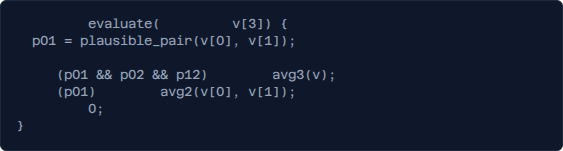 evaluate( v[3]) {
p01 = plausible_pair(v[0], v[1]);
(p01 && p02 && p12) avg3(v);
(p01) avg2(v[0], v[1]);
0;
}